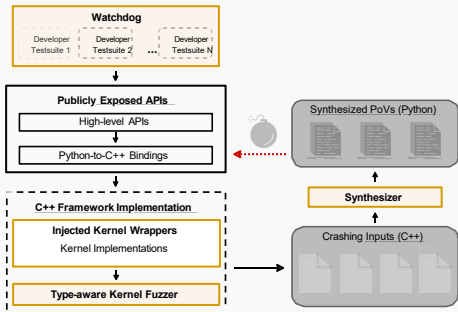 Watchdog
Developer
Testsuite 1
Developer
Testsuite 2
...
Developer
Testsuite N
Publicly Exposed APIs
High-level APIs
Python-to-C++ Bindings
C++ Framework Implementation
Injected Kernel Wrappers
Kernel Implementations
Type-aware Kernel Fuzzer
Synthesized PoVs (Python)
Synthesizer
Crashing Inputs (C++)